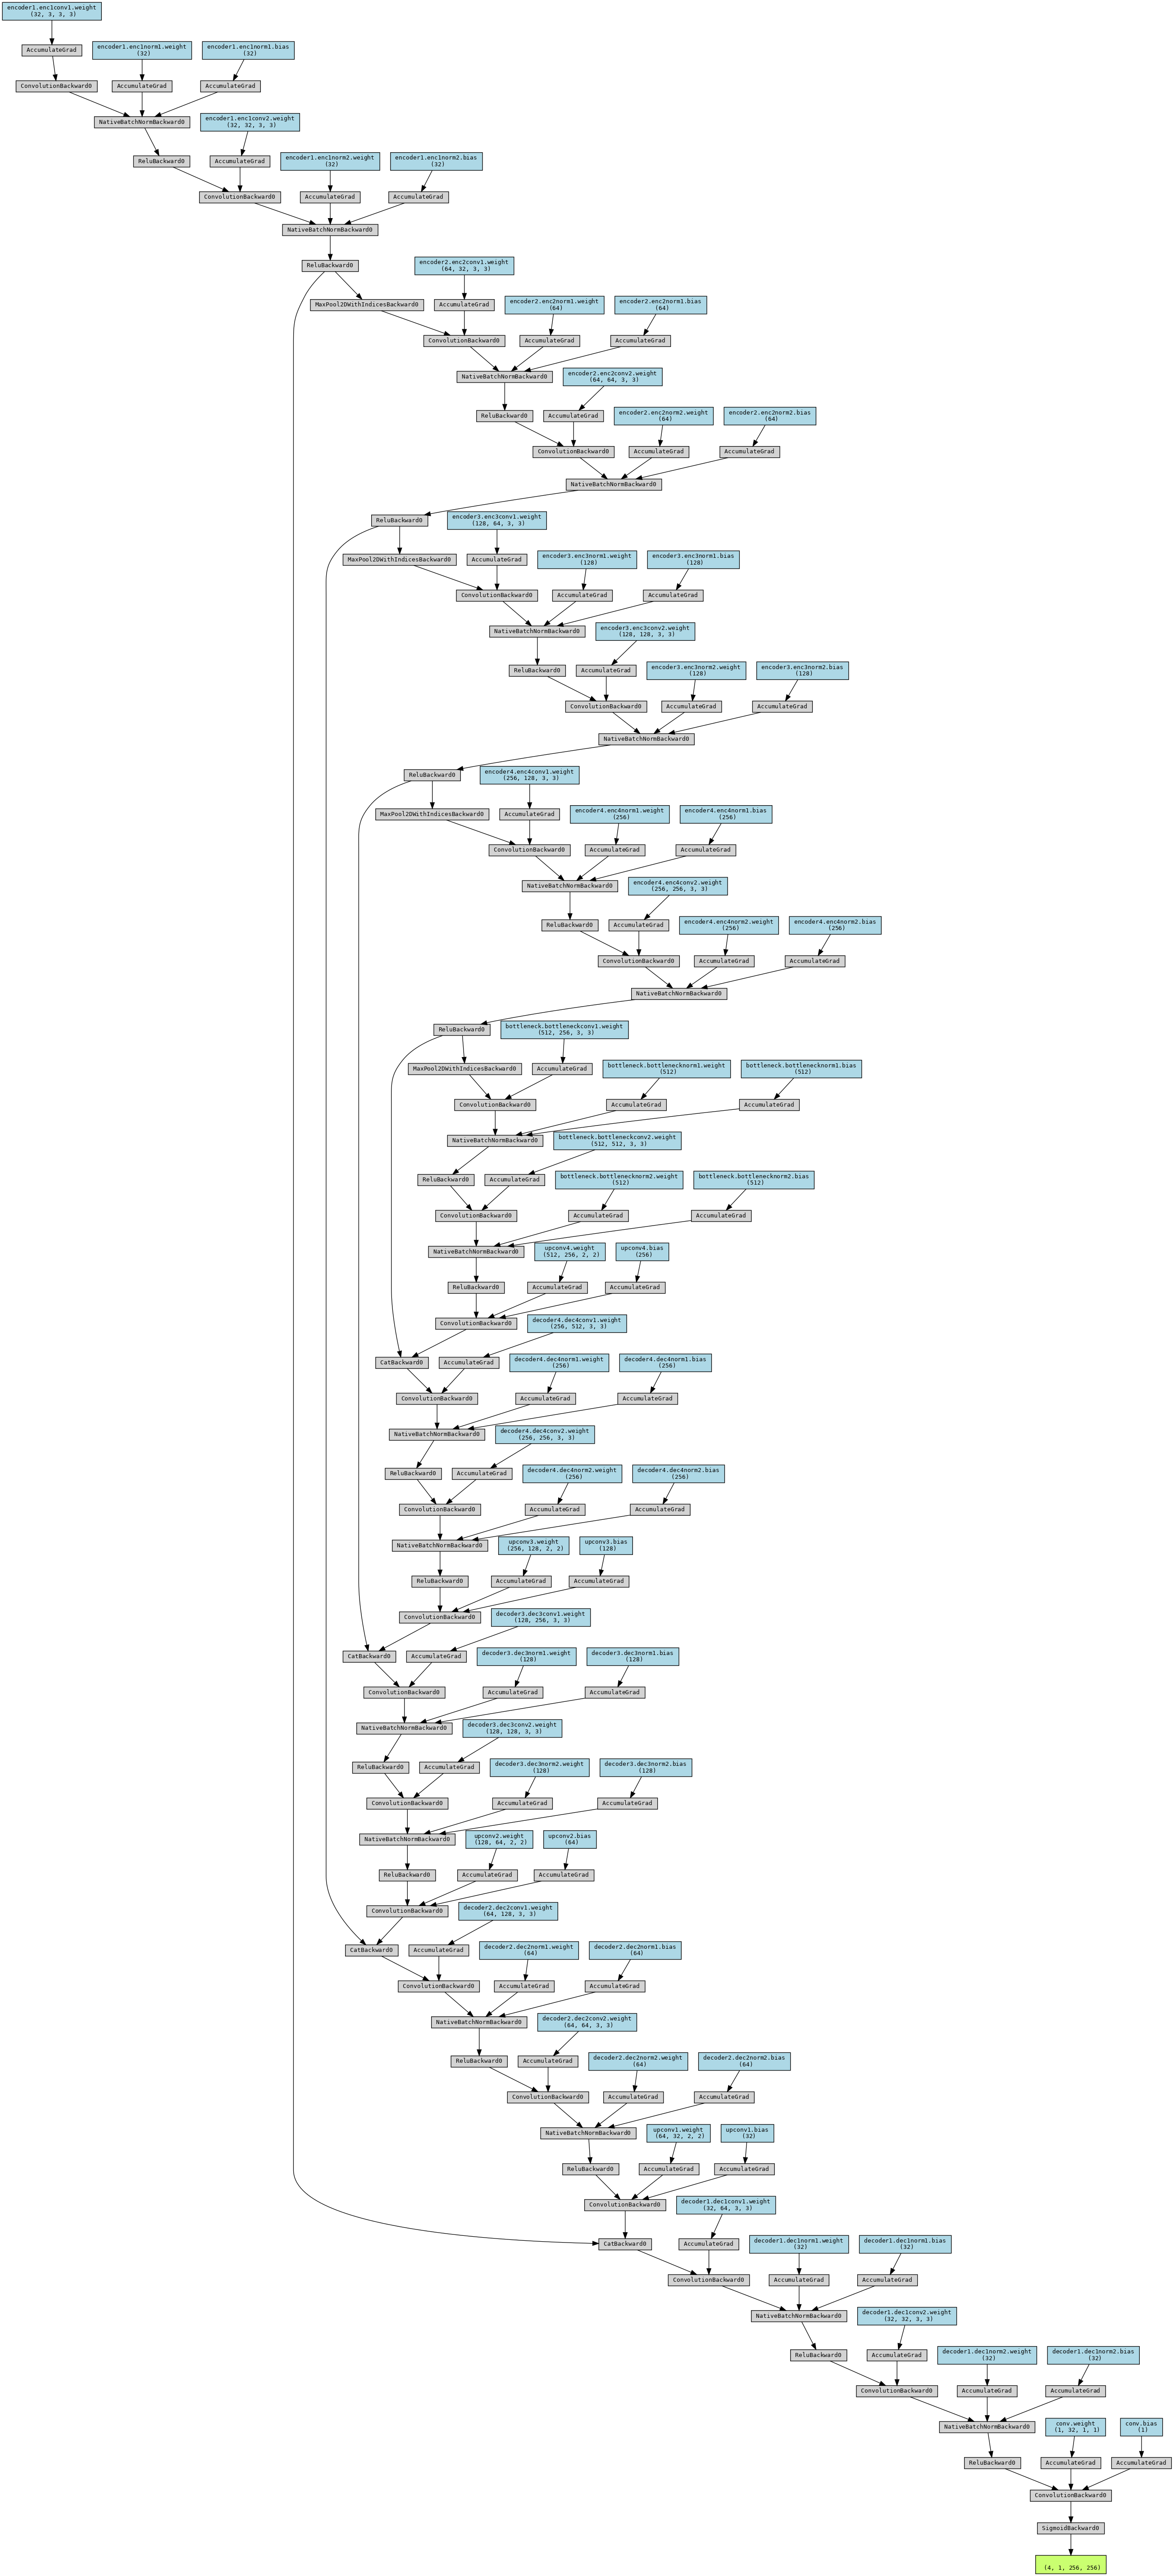 encoder1.enc1conv1.weight
(32, 3, 3, 3)
AccumulateGrad
encoder1.enc1norm1.weight
(32)
encoder1.enc1norm1.bias
(32)
ConvolutionBackward0
AccumulateGrad
AccumulateGrad
NativeBatchNormBackward0
encoder1.enc1conv2.weight
(32, 32, 3, 3)
ReluBackward0
AccumulateGrad
encoder1.enc1norm2.weight
(32)
encoder1.enc1norm2.bias
(32)
ConvolutionBackward0
AccumulateGrad
AccumulateGrad
NativeBatchNormBackward0
ReluBackward0
encoder2.enc2conv1.weight
(64, 32, 3, 3)
MaxPool2DWithIndicesBackward0
AccumulateGrad
encoder2.enc2norm1.weight
(64)
encoder2.enc2norm1.bias
(64)
ConvolutionBackward0
AccumulateGrad
AccumulateGrad
NativeBatchNormBackward0
encoder2.enc2conv2.weight
(64, 64, 3, 3)
ReluBackward0
AccumulateGrad
encoder2.enc2norm2.weight
(64)
encoder2.enc2norm2.bias
(64)
ConvolutionBackward0
AccumulateGrad
AccumulateGrad
NativeBatchNormBackward0
ReluBackward0
encoder3.enc3conv1.weight
(128, 64, 3, 3)
MaxPool2DWithIndicesBackward0
AccumulateGrad
encoder3.enc3norm1.weight
(128)
encoder3.enc3norm1.bias
(128)
ConvolutionBackward0
AccumulateGrad
AccumulateGrad
NativeBatchNormBackward0
encoder3.enc3conv2.weight
(128, 128, 3, 3)
ReluBackward0
AccumulateGrad
encoder3.enc3norm2.weight
(128)
encoder3.enc3norm2.bias
(128)
ConvolutionBackward0
AccumulateGrad
AccumulateGrad
NativeBatchNormBackward0
ReluBackward0
encoder4.enc4conv1.weight
(256, 128, 3, 3)
MaxPool2DWithIndicesBackward0
AccumulateGrad
encoder4.enc4norm1.weight
(256)
encoder4.enc4norm1.bias
(256)
ConvolutionBackward0
AccumulateGrad
AccumulateGrad
NativeBatchNormBackward0
encoder4.enc4conv2.weight
(256, 256, 3, 3)
ReluBackward0
AccumulateGrad
encoder4.enc4norm2.weight
(256)
encoder4.enc4norm2.bias
(256)
ConvolutionBackward0
AccumulateGrad
AccumulateGrad
NativeBatchNormBackward0
ReluBackward0
bottleneck.bottleneckconv1.weight
(512, 256, 3, 3)
MaxPool2DWithIndicesBackward0
AccumulateGrad
bottleneck.bottlenecknorm1.weight
(512)
bottleneck.bottlenecknorm1.bias
(512)
ConvolutionBackward0
AccumulateGrad
AccumulateGrad
NativeBatchNormBackward0
bottleneck.bottleneckconv2.weight
(512, 512, 3, 3)
ReluBackward0
AccumulateGrad
bottleneck.bottlenecknorm2.weight
(512)
bottleneck.bottlenecknorm2.bias
(512)
ConvolutionBackward0
AccumulateGrad
AccumulateGrad
NativeBatchNormBackward0
upconv4.weight
(512, 256, 2, 2)
upconv4.bias
(256)
ReluBackward0
AccumulateGrad
AccumulateGrad
ConvolutionBackward0
decoder4.dec4conv1.weight
(256, 512, 3, 3)
CatBackward0
AccumulateGrad
decoder4.dec4norm1.weight
(256)
decoder4.dec4norm1.bias
(256)
ConvolutionBackward0
AccumulateGrad
AccumulateGrad
NativeBatchNormBackward0
decoder4.dec4conv2.weight
(256, 256, 3, 3)
ReluBackward0
AccumulateGrad
decoder4.dec4norm2.weight
(256)
decoder4.dec4norm2.bias
(256)
ConvolutionBackward0
AccumulateGrad
AccumulateGrad
NativeBatchNormBackward0
upconv3.weight
(256, 128, 2, 2)
upconv3.bias
(128)
ReluBackward0
AccumulateGrad
AccumulateGrad
ConvolutionBackward0
decoder3.dec3conv1.weight
(128, 256, 3, 3)
CatBackward0
AccumulateGrad
decoder3.dec3norm1.weight
(128)
decoder3.dec3norm1.bias
(128)
ConvolutionBackward0
AccumulateGrad
AccumulateGrad
NativeBatchNormBackward0
decoder3.dec3conv2.weight
(128, 128, 3, 3)
ReluBackward0
AccumulateGrad
decoder3.dec3norm2.weight
(128)
decoder3.dec3norm2.bias
(128)
ConvolutionBackward0
AccumulateGrad
AccumulateGrad
NativeBatchNormBackward0
upconv2.weight
(128, 64, 2, 2)
upconv2.bias
(64)
ReluBackward0
AccumulateGrad
AccumulateGrad
ConvolutionBackward0
decoder2.dec2conv1.weight
(64, 128, 3, 3)
CatBackward0
AccumulateGrad
decoder2.dec2norm1.weight
(64)
decoder2.dec2norm1.bias
(64)
ConvolutionBackward0
AccumulateGrad
AccumulateGrad
NativeBatchNormBackward0
decoder2.dec2conv2.weight
(64, 64, 3, 3)
ReluBackward0
AccumulateGrad
decoder2.dec2norm2.weight
(64)
decoder2.dec2norm2.bias
(64)
ConvolutionBackward0
AccumulateGrad
AccumulateGrad
NativeBatchNormBackward0
upconv1.weight
(64, 32, 2, 2)
upconv1.bias
(32)
ReluBackward0
AccumulateGrad
AccumulateGrad
ConvolutionBackward0
decoder1.dec1conv1.weight
(32, 64, 3, 3)
CatBackward0
AccumulateGrad
decoder1.dec1norm1.weight
(32)
decoder1.dec1norm1.bias
(32)
ConvolutionBackward0
AccumulateGrad
AccumulateGrad
NativeBatchNormBackward0
decoder1.dec1conv2.weight
(32, 32, 3, 3)
ReluBackward0
AccumulateGrad
decoder1.dec1norm2.weight
(32)
decoder1.dec1norm2.bias
(32)
ConvolutionBackward0
AccumulateGrad
AccumulateGrad
NativeBatchNormBackward0
conv.weight
(1, 32, 1, 1)
conv.bias
(1)
ReluBackward0
AccumulateGrad
AccumulateGrad
ConvolutionBackward0
SigmoidBackward0
(4, 1, 256, 256)